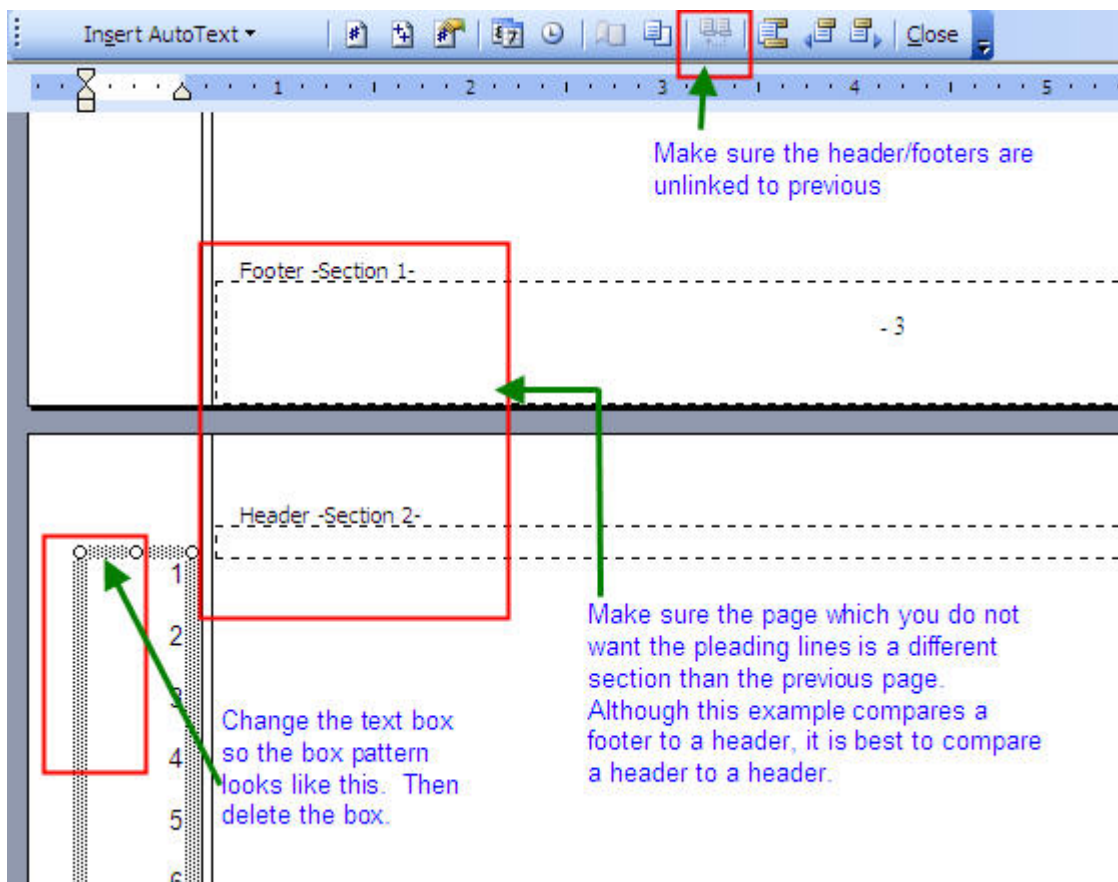 Insert AutoText
Close
1 2 3 4 5
Make sure the header/footers are
unlinked to previous
Footer -Section 1-
- 3
Header -Section 2-
1
2
3
4
5
6
Make sure the page which you do not
want the pleading lines is a different
section than the previous page.
Although this example compares a
footer to a header, it is best to compare
a header to a header.
Change the text box
so the box pattern
looks like this.  Then
delete the box.